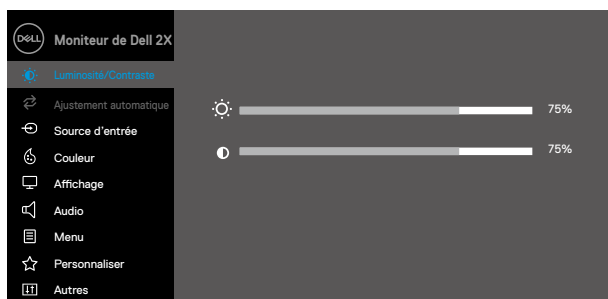 DELL
Moniteur de Dell 2X
Luminosité/Contraste
Ajustement automatique
75%
Source d'entrée
Couleur
75%
Affichage
Audio
Menu
Personnaliser
Autres